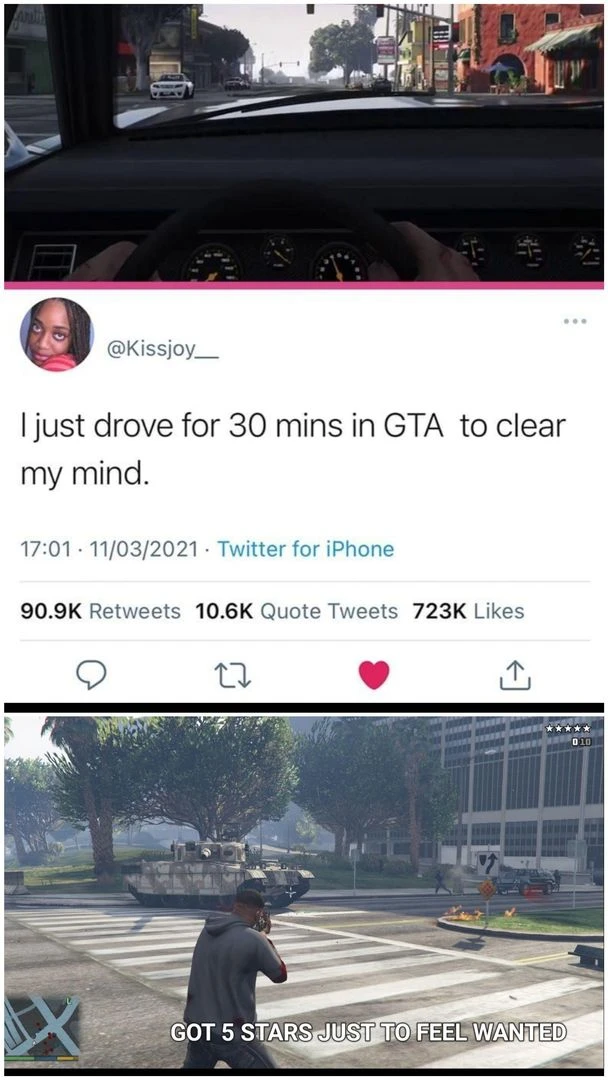 @Kissjoy__
I just drove for 30 mins in GTA to clear
my mind.
17:01 · 11/03/2021 · Twitter for iPhone
90.9K Retweets 10.6K Quote Tweets 723K Likes
GOT 5 STARS JUST TO FEEL WANTED